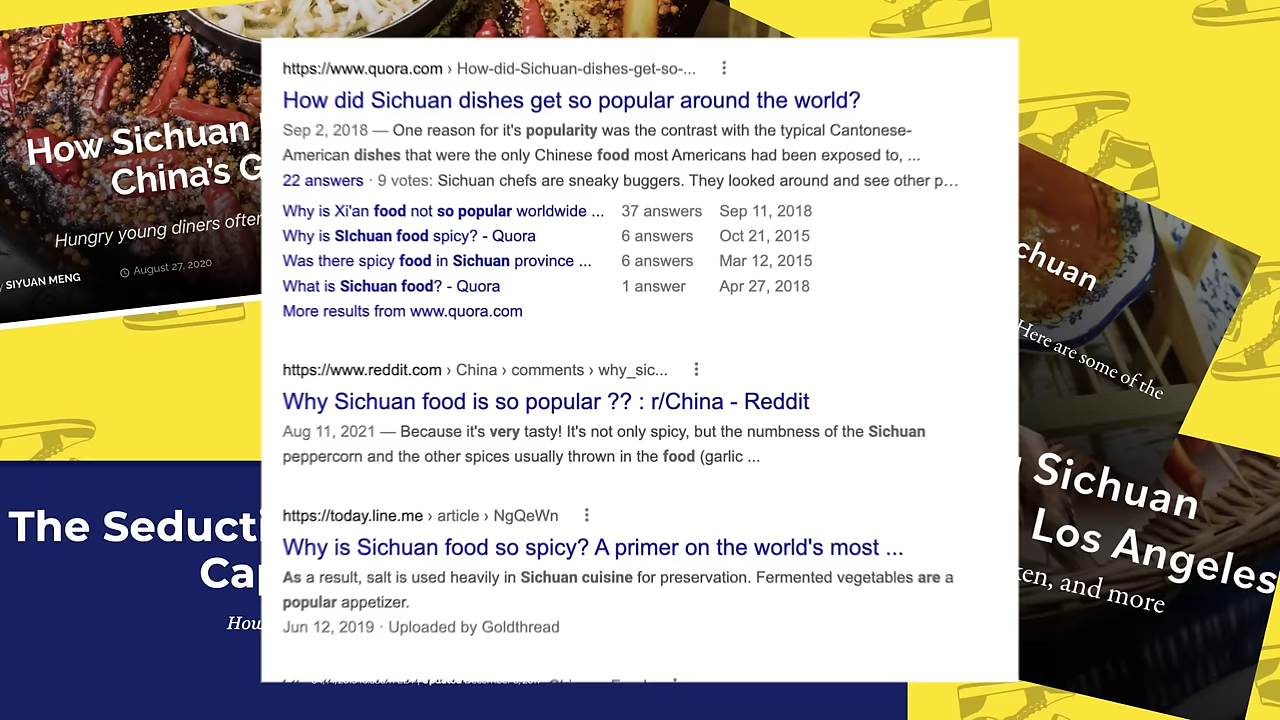 How Sichuan
China's G
Hungry young diners often
SIYUAN MENG
August 27, 2020
https://www.quora.com › How-did-Sichuan-dishes-get-so-...
How did Sichuan dishes get so popular around the world?
Sep 2, 2018 — One reason for it's popularity was the contrast with the typical Cantonese-
American dishes that were the only Chinese food most Americans had been exposed to, ...
22 answers · 9 votes: Sichuan chefs are sneaky buggers. They looked around and see other p…
Why is Xi'an food not so popular worldwide ... 37 answers Sep 11, 2018
Why is SIchuan food spicy? - Quora 6 answers Oct 21, 2015
Was there spicy food in Sichuan province ... 6 answers Mar 12, 2015
What is Sichuan food? - Quora 1 answer Apr 27, 2018
More results from www.quora.com
https://www.reddit.com › China › comments › why_sic...
Why Sichuan food is so popular ?? : r/China - Reddit
Aug 11, 2021 — Because it's very tasty! It's not only spicy, but the numbness of the Sichuan
peppercorn and the other spices usually thrown in the food (garlic ...
https://today.line.me › article › NgQeWn
Why is Sichuan food so spicy? A primer on the world's most ...
As a result, salt is used heavily in Sichuan cuisine for preservation. Fermented vegetables are a
popular appetizer.
Jun 12, 2019 · Uploaded by Goldthread
The Seducti
Cap
How
chuan
Here are some of the
Sichuan
Los Angeles
ken, and more